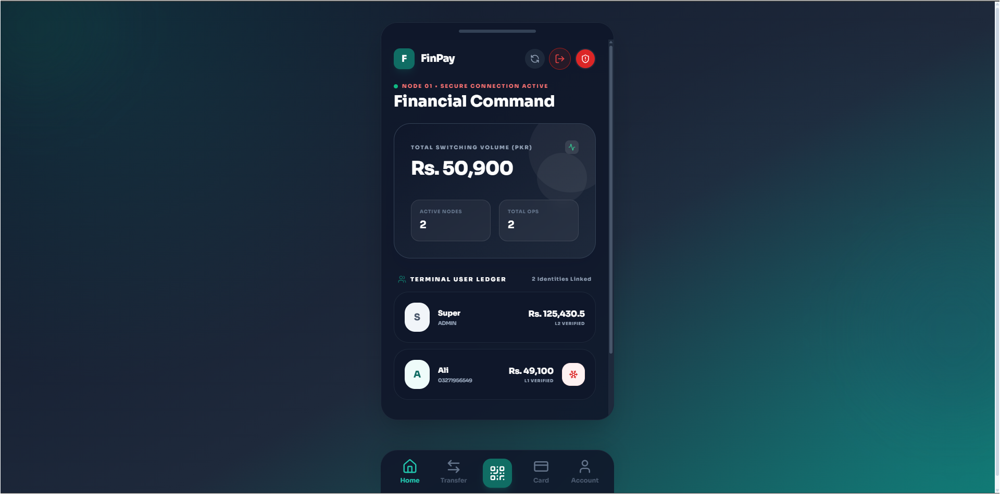 F FinPay
NODE 01 • SECURE CONNECTION ACTIVE
Financial Command
TOTAL SWITCHING VOLUME (PKR)
Rs. 50,900
ACTIVE NODES
2
TOTAL OPS
2
TERMINAL USER LEDGER
2 Identities Linked
S
Super
ADMIN
Rs. 125,430.5
L2 VERIFIED
A
Ali
03271956549
Rs. 49,100
L1 VERIFIED
Home
Transfer
Card
Account